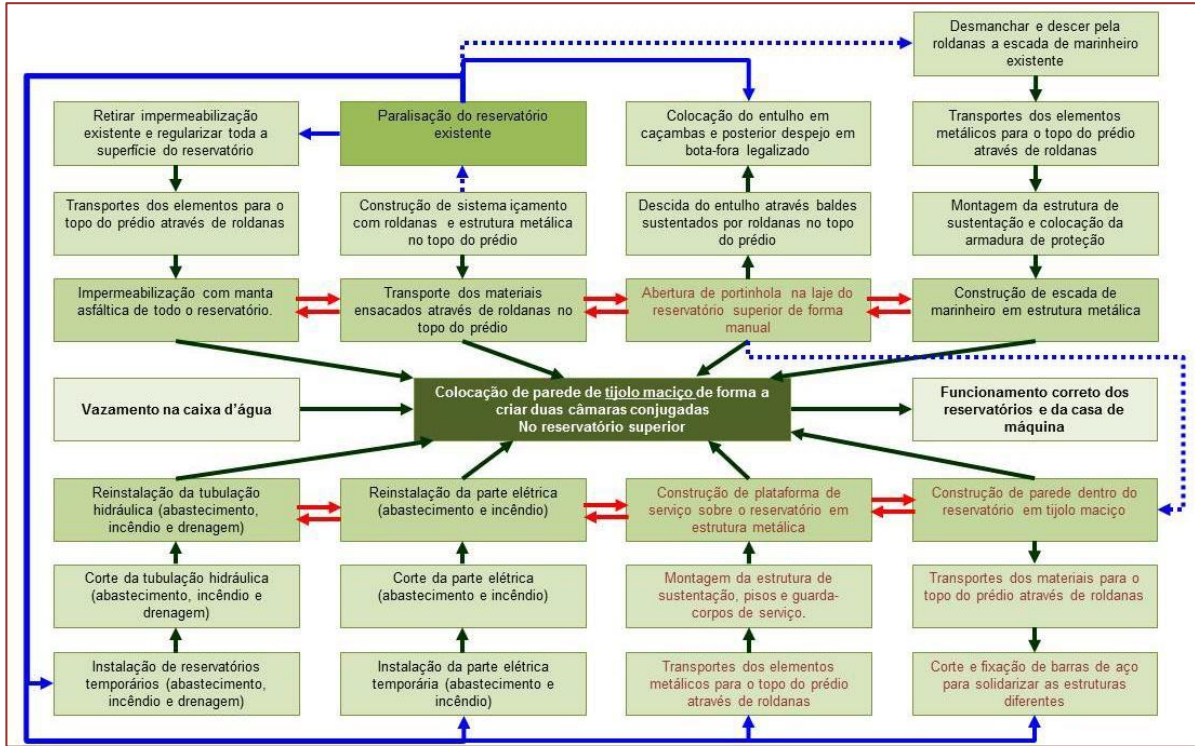 Desmanchar e descer pela
roldanas a escada de marinheiro
existente
Retirar impermeabilização
existente e regularizar toda a
superfície do reservatório
Paralisação do reservatório
existente
Colocação do entulho em
caçambas e posterior despejo em
bota-fora legalizado
Transportes dos elementos
metálicos para o topo do prédio
através de roldanas
Transportes dos elementos para o
topo do prédio através de roldanas
Construção de sistema içamento
com roldanas e estrutura metálica
no topo do prédio
Descida do entulho através baldes
sustentados por roldanas no topo
do prédio
Montagem da estrutura de
sustentação e colocação da
armadura de proteção
Impermeabilização com manta
asfáltica de todo o reservatório.
Transporte dos materiais
ensacados através de roldanas no
topo do prédio
Abertura de portinhola na laje do
reservatório superior de forma
manual
Construção de escada de
marinheiro em estrutura metálica
Vazamento na caixa d'água
Colocação de parede de tijolo maciço de forma a
criar duas câmaras conjugadas
No reservatório superior
Funcionamento correto dos
reservatórios e da casa de
máquina
Reinstalação da tubulação
hidráulica (abastecimento,
incêndio e drenagem)
Reinstalação da parte elétrica
(abastecimento e incêndio)
Construção de plataforma de
serviço sobre o reservatório em
estrutura metálica
Construção de parede dentro do
reservatório em tijolo maciço
Corte da tubulação hidráulica
(abastecimento, incêndio e
drenagem)
Corte da parte elétrica
(abastecimento e incêndio)
Montagem da estrutura de
sustentação, pisos e guarda-
corpos de serviço.
Transportes dos materiais para o
topo do prédio através de roldanas
Instalação de reservatórios
temporários (abastecimento,
incêndio e drenagem)
Instalação da parte elétrica
temporária (abastecimento e
incêndio)
Transportes dos elementos
metálicos para o topo do prédio
através de roldanas
Corte e fixação de barras de aço
para solidarizar as estruturas
diferentes